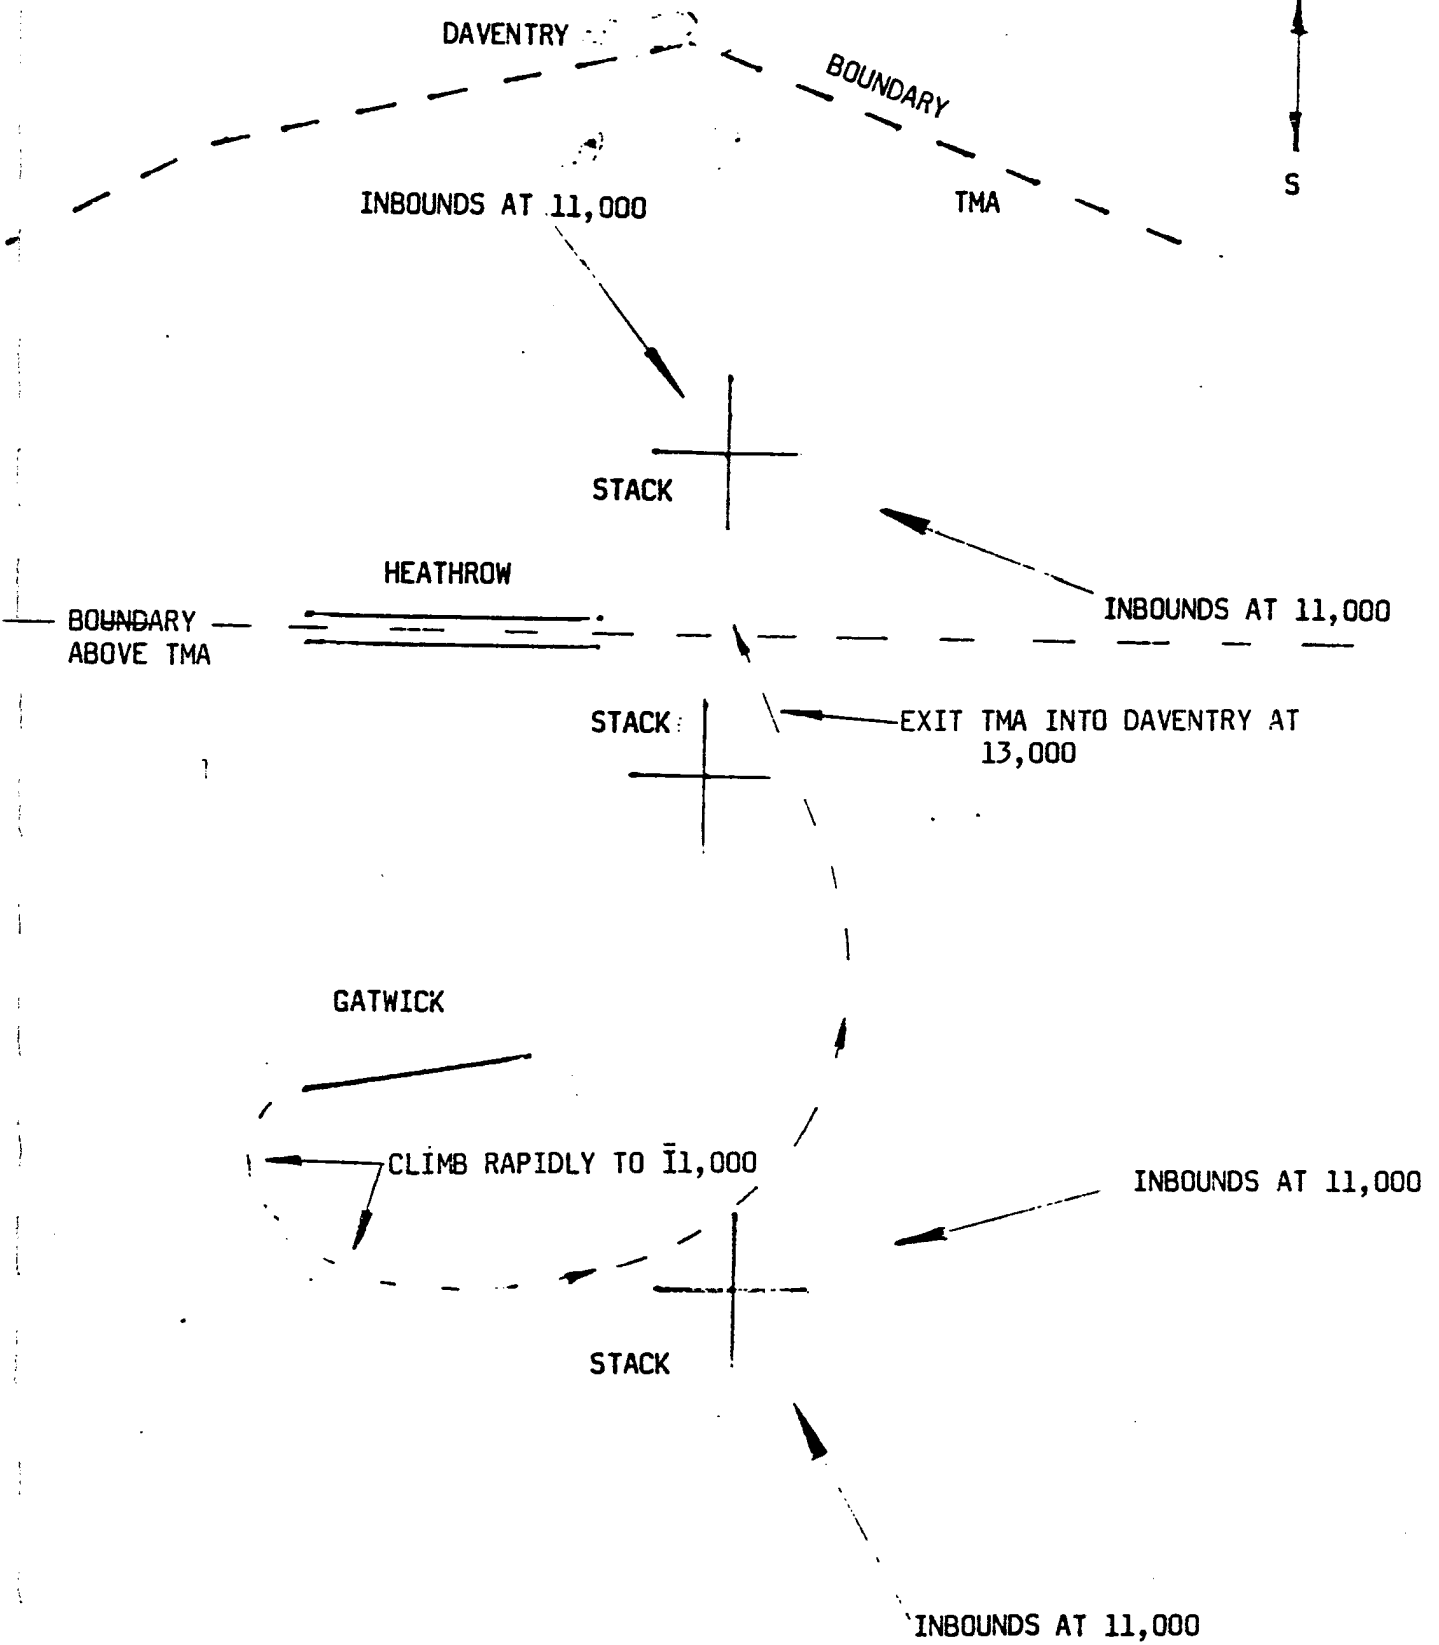 DAVENTRY
BOUNDARY
S
INBOUNDS AT 11,000
TMA
STACK
HEATHROW
INBOUNDS AT 11,000
BOUNDARY
ABOVE TMA
STACK
EXIT TMA INTO DAVENTRY AT
13,000
GATWICK
CLIMB RAPIDLY TO 11,000
INBOUNDS AT 11,000
STACK
INBOUNDS AT 11,000